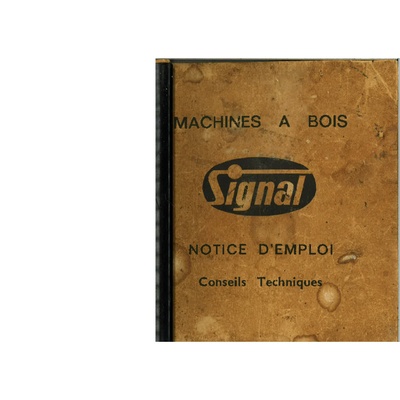 MACHINES A BOIS
Signal
NOTICE D'EMPLOI
Conseils Techniques